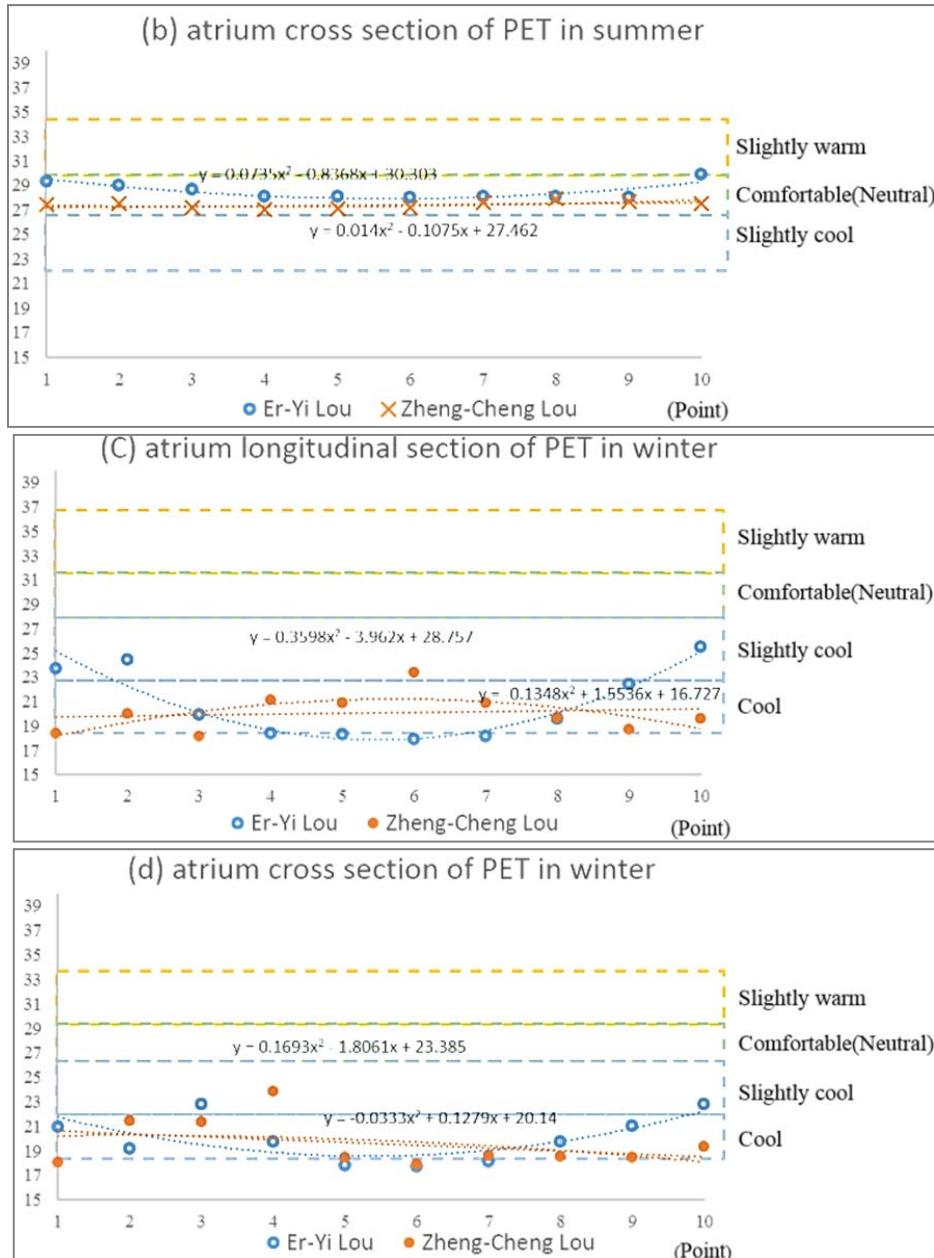 (b) atrium cross section of PET in summer
39
37
35
33
31
29
27
25
23
21
19
17
15
Slightly warm
Comfortable(Neutral)
Slightly cool
y = 0.0735x² - 0.8368x + 30.303
y = 0.014x² - 0.1075x + 27.462
1 2 3 4 5 6 7 8 9 10
Er-Yi Lou Zheng-Cheng Lou (Point)
(C) atrium longitudinal section of PET in winter
39
37
35
33
31
29
27
25
23
21
19
17
15
Slightly warm
Comfortable(Neutral)
Slightly cool
Cool
y = 0.3598x² - 3.962x + 28.757
y = 0.1348x² + 1.5536x + 16.727
1 2 3 4 5 6 7 8 9 10
Er-Yi Lou Zheng-Cheng Lou (Point)
(d) atrium cross section of PET in winter
39
37
35
33
31
29
27
25
23
21
19
17
15
Slightly warm
Comfortable(Neutral)
Slightly cool
Cool
y = 0.1693x² - 1.8061x + 23.385
y = -0.0333x² + 0.1279x + 20.14
1 2 3 4 5 6 7 8 9 10
Er-Yi Lou Zheng-Cheng Lou (Point)